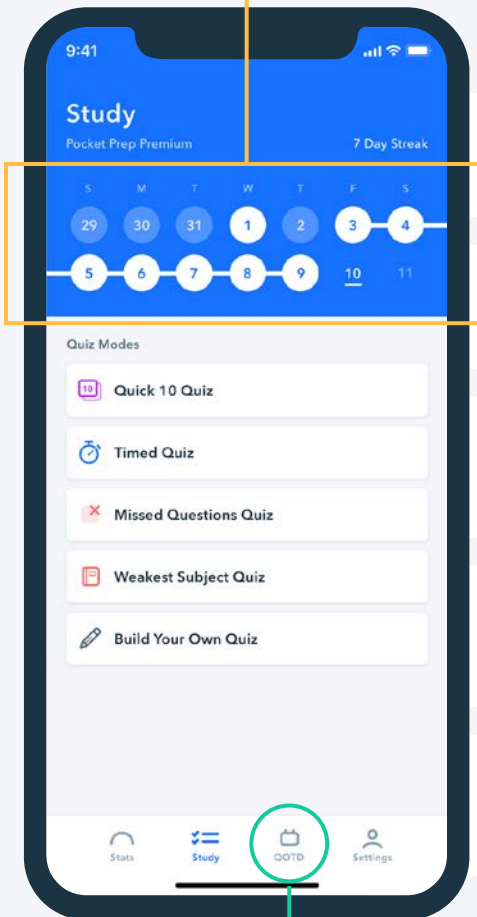 9:41
Study
Pocket Prep Premium 7 Day Streak
S M T W T F S
29 30 31 1 2 3 4
5 6 7 8 9 10 11
Quiz Modes
10 Quick 10 Quiz
Timed Quiz
Missed Questions Quiz
Weakest Subject Quiz
Build Your Own Quiz
Stats Study QOTD Settings